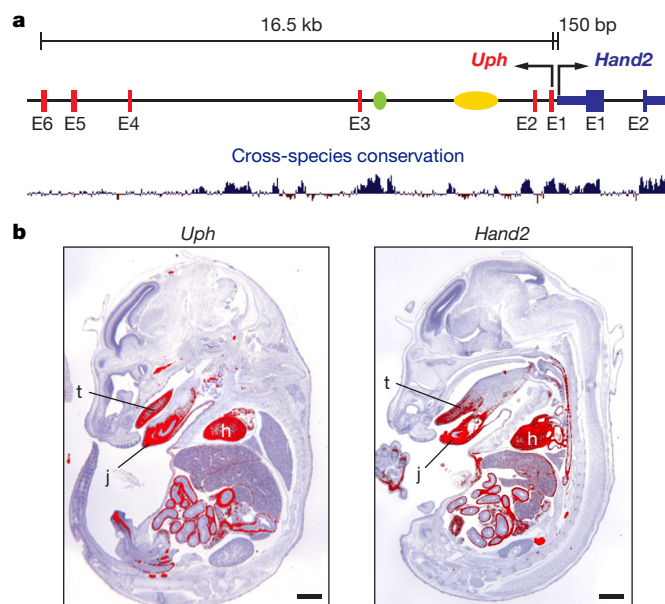 a
16.5 kb 150 bp
Uph Hand2
E6 E5 E4 E3 E2 E1 E1 E2
Cross-species conservation
b
Uph Hand2
t
h
j
t
h
j